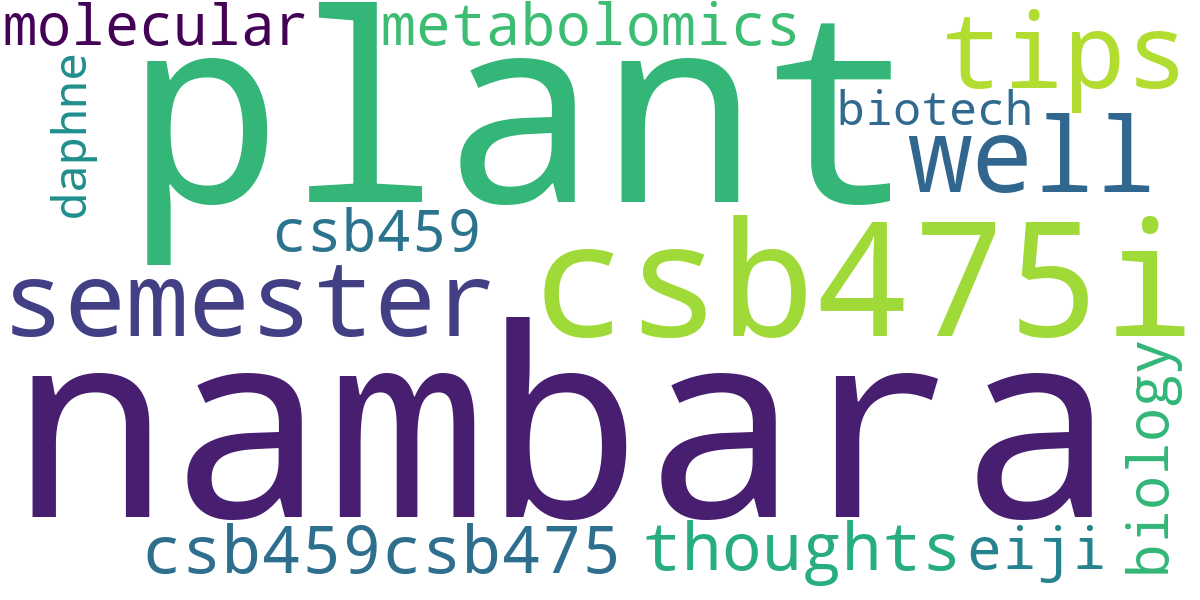 molecular
metabolomics
plant
tips
daphne
biotech
well
csb459
csb475i
semester
nambara
biology
csb459csb475
thoughts
eiji